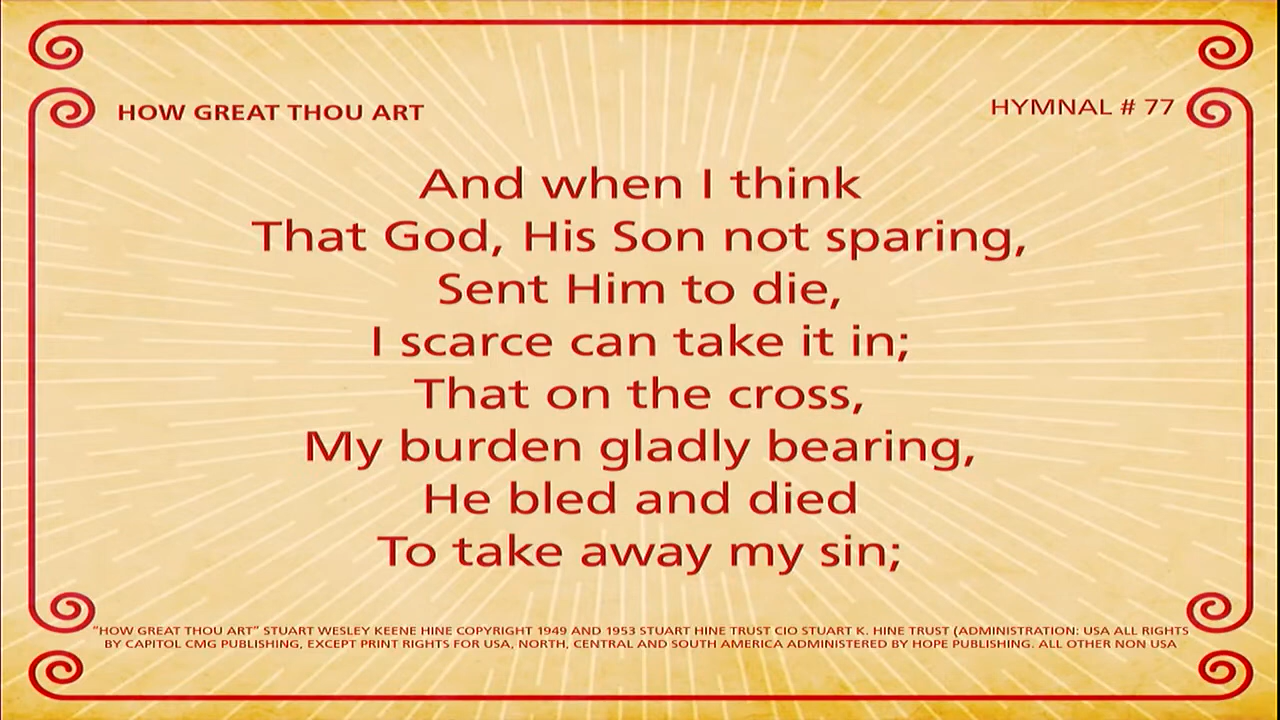 HOW GREAT THOU ART
HYMNAL # 77
And when I think
That God, His Son not sparing,
Sent Him to die,
I scarce can take it in;
That on the cross,
My burden gladly bearing,
He bled and died
To take away my sin;
"HOW GREAT THOU ART" STUART WESLEY KEENE HINE COPYRIGHT 1949 AND 1953 STUART HINE TRUST CIO STUART K. HINE TRUST (ADMINISTRATION: USA ALL RIGHTS
BY CAPITOL CMG PUBLISHING, EXCEPT PRINT RIGHTS FOR USA, NORTH, CENTRAL AND SOUTH AMERICA ADMINISTERED BY HOPE PUBLISHING. ALL OTHER NON USA